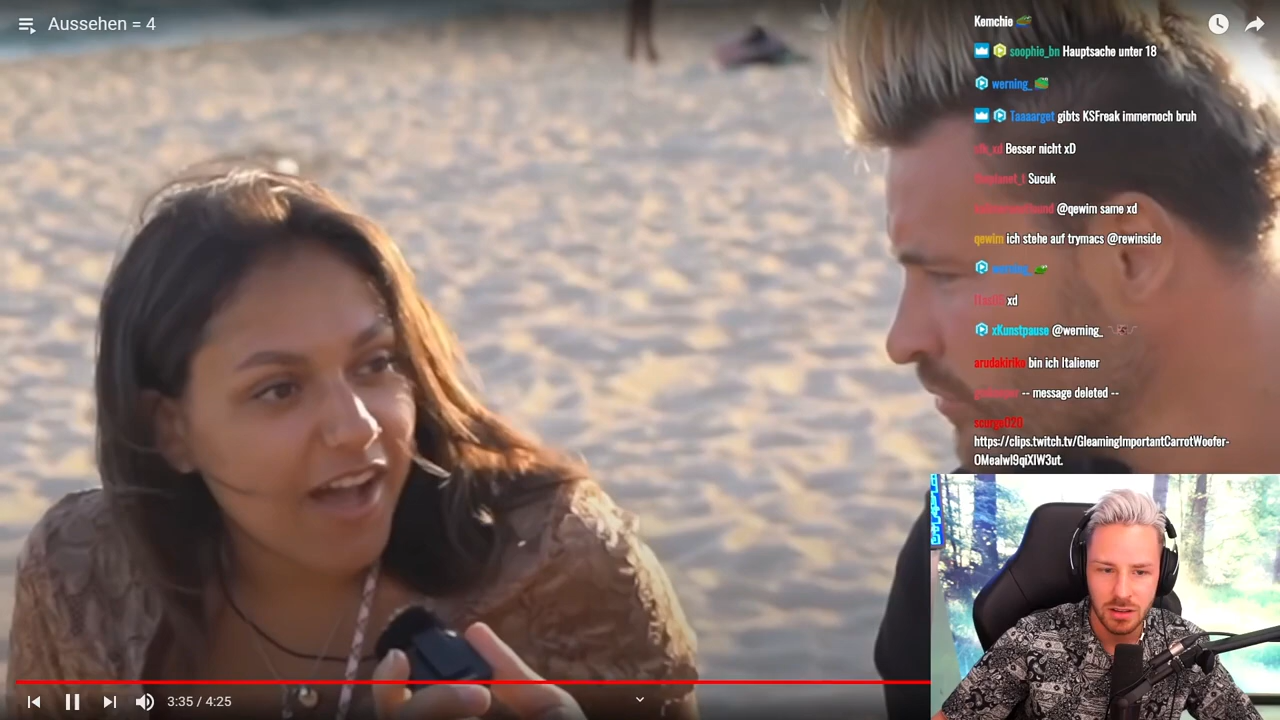 Aussehen = 4
Kemchie
soophie_bn Hauptsache unter 18
werning_
Taaaarget gibts KSFreak immernoch bruh
Besser nicht xD
Sucuk
@qewim same xd
qewim ich stehe auf trymacs @rewinside
werning_
xd
xKunstpause @werning_
arudakiriko bin ich Italiener
-- message deleted --
scurge020
https://clips.twitch.tv/GleamingImportantCarrotWoofer-
3:35 / 4:25